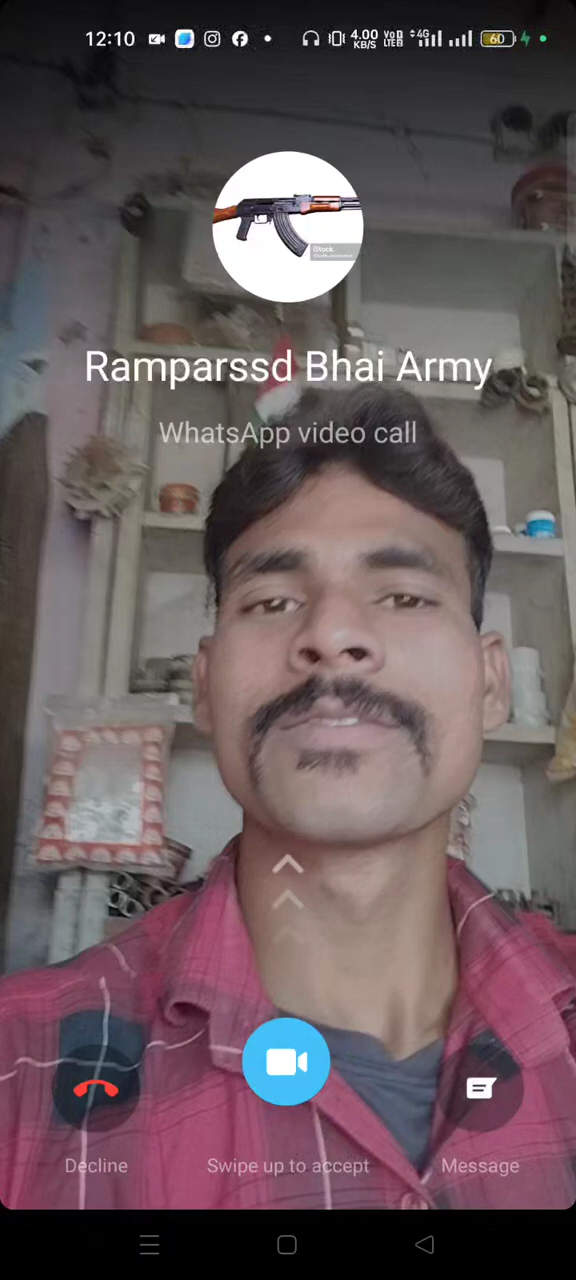 12:10
4.00
KB/S
Vo
LTE
4G
60
iStock
Ramparssd Bhai Army
WhatsApp video call
Decline
Swipe up to accept
Message